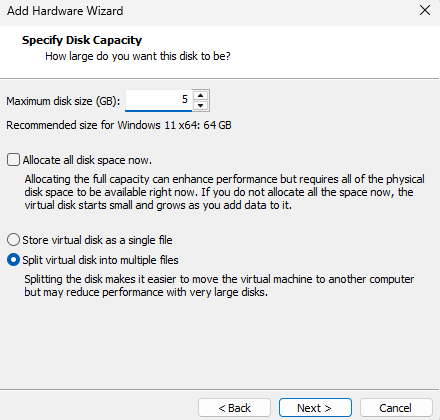 Add Hardware Wizard
Specify Disk Capacity
How large do you want this disk to be?
Maximum disk size (GB): 5
Recommended size for Windows 11 x64: 64 GB
Allocate all disk space now.
Allocating the full capacity can enhance performance but requires all of the physical
disk space to be available right now. If you do not allocate all the space now, the
virtual disk starts small and grows as you add data to it.
Store virtual disk as a single file
Split virtual disk into multiple files
Splitting the disk makes it easier to move the virtual machine to another computer
but may reduce performance with very large disks.
< Back Next > Cancel